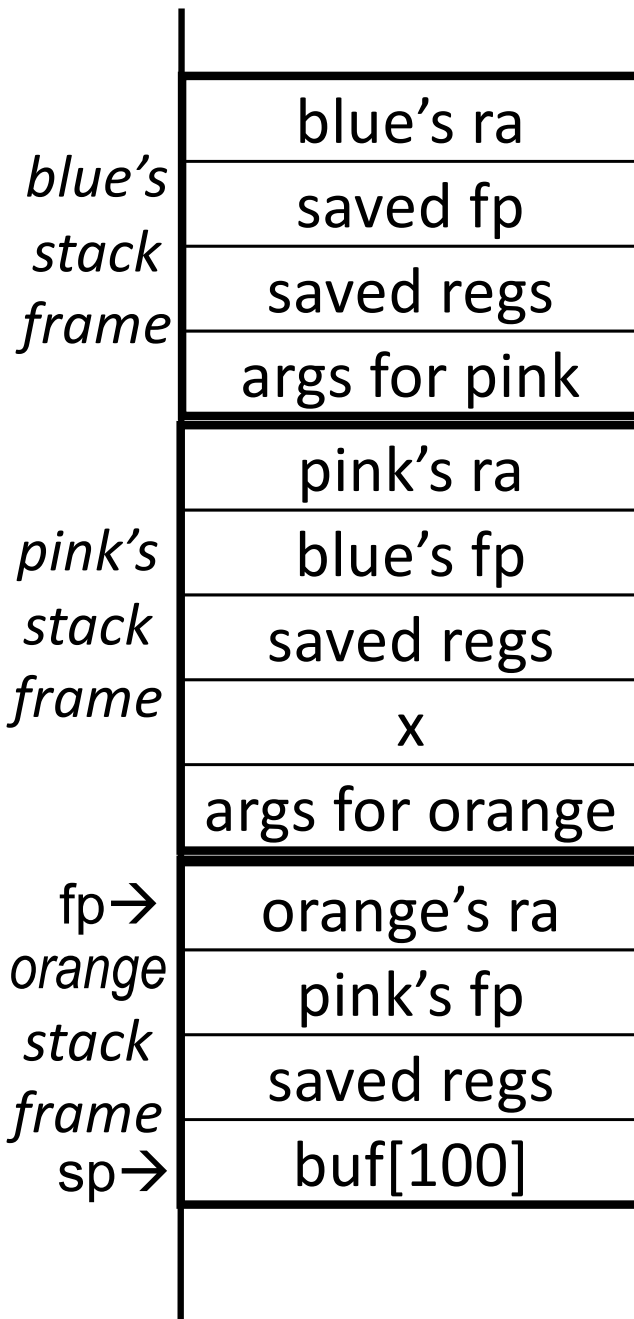 blue's
stack
frame
blue's ra
saved fp
saved regs
args for pink
pink's
stack
frame
pink's ra
blue's fp
saved regs
x
args for orange
fp→
orange
stack
frame
sp→
orange's ra
pink's fp
saved regs
buf[100]